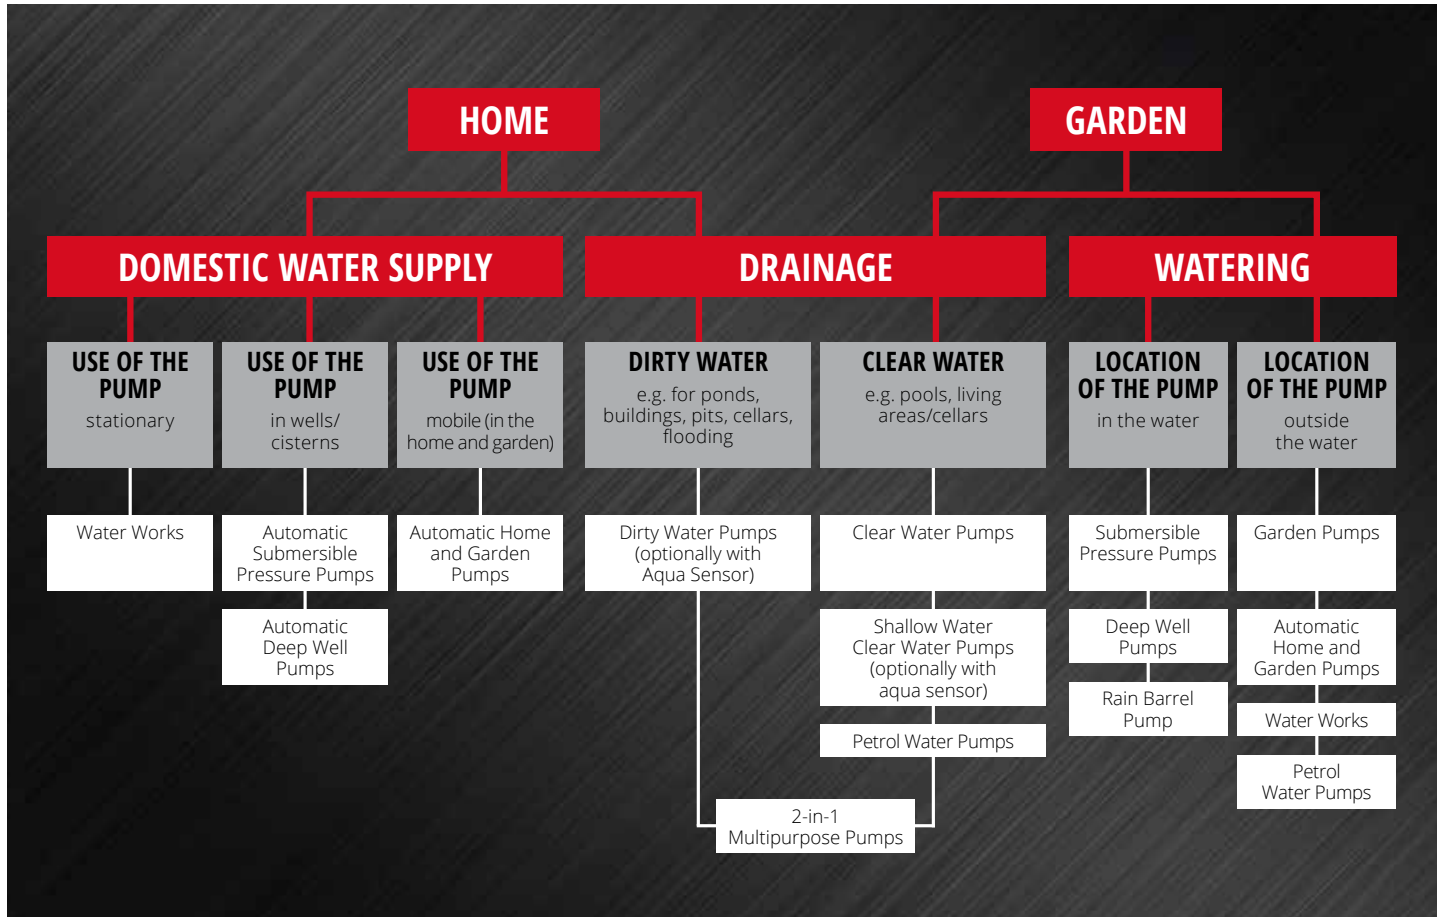 HOME
GARDEN
DOMESTIC WATER SUPPLY
DRAINAGE
WATERING
USE OF THE
PUMP
stationary
USE OF THE
PUMP
in wells/
cisterns
USE OF THE
PUMP
mobile (in the
home and garden)
DIRTY WATER
e.g. for ponds,
buildings, pits, cellars,
flooding
CLEAR WATER
e.g. pools, living
areas/cellars
LOCATION
OF THE PUMP
in the water
LOCATION
OF THE PUMP
outside
the water
Water Works
Automatic
Submersible
Pressure Pumps
Automatic
Deep Well
Pumps
Automatic Home
and Garden
Pumps
Dirty Water Pumps
(optionally with
Aqua Sensor)
Clear Water Pumps
Shallow Water
Clear Water Pumps
(optionally with
aqua sensor)
Petrol Water Pumps
2-in-1
Multipurpose Pumps
Submersible
Pressure Pumps
Deep Well
Pumps
Rain Barrel
Pump
Garden Pumps
Automatic
Home and
Garden Pumps
Water Works
Petrol
Water Pumps